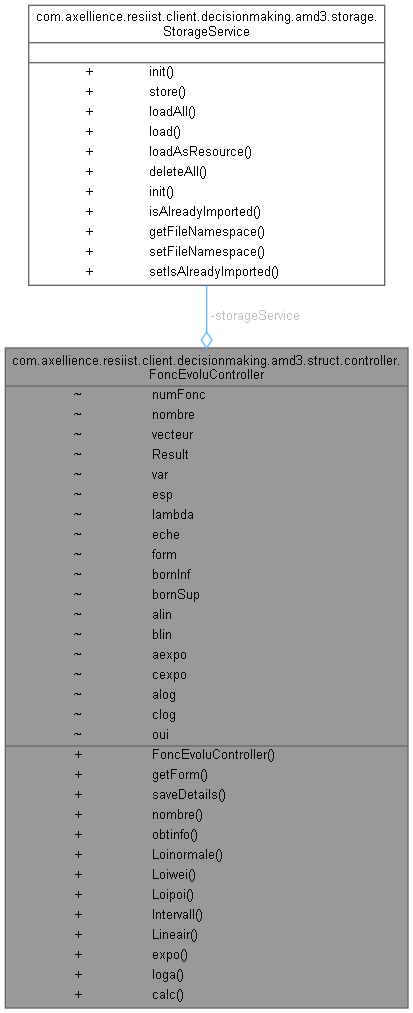 com.axellience.resiist.client.decisionmaking.amd3.storage.
StorageService
+ init()
+ store()
+ loadAll()
+ load()
+ loadAsResource()
+ deleteAll()
+ init()
+ isAlreadyImported()
+ getFileNamespace()
+ setFileNamespace()
+ setIsAlreadyImported()
-storageService
com.axellience.resiist.client.decisionmaking.amd3.struct.controller.
FoncEvoluController
~ numFonc
~ nombre
~ vecteur
~ Result
~ var
~ esp
~ lambda
~ eche
~ form
~ bornInf
~ bornSup
~ alin
~ blin
~ aexpo
~ cexpo
~ alog
~ clog
~ oui
+ FoncEvoluController()
+ getForm()
+ saveDetails()
+ nombre()
+ obtinfo()
+ Loinormale()
+ Loiwei()
+ Loipoi()
+ Intervall()
+ Lineair()
+ expo()
+ loga()
+ calc()